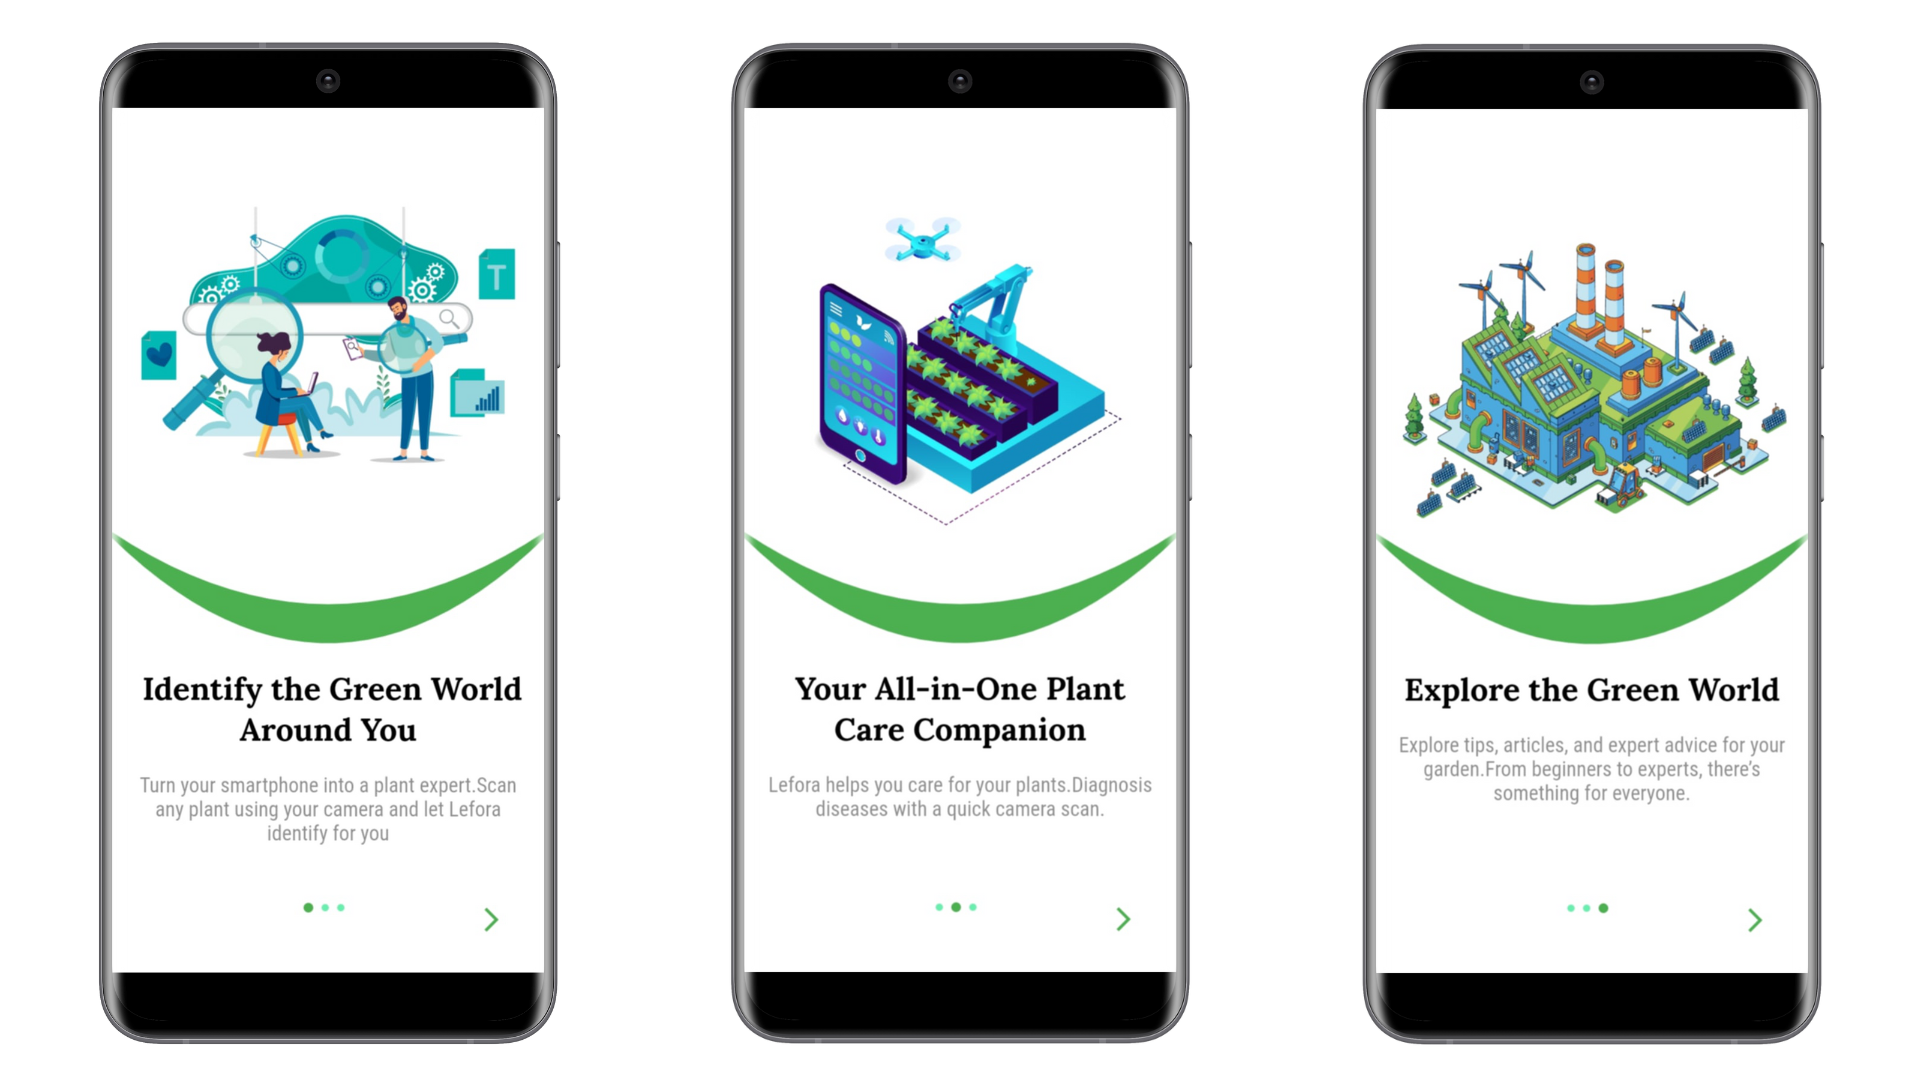 T
Identify the Green World
Around You
Turn your smartphone into a plant expert.Scan
any plant using your camera and let Lefora
identify for you
Your All-in-One Plant
Care Companion
Lefora helps you care for your plants.Diagnosis
diseases with a quick camera scan.
Explore the Green World
Explore tips, articles, and expert advice for your
garden.From beginners to experts, there's
something for everyone.